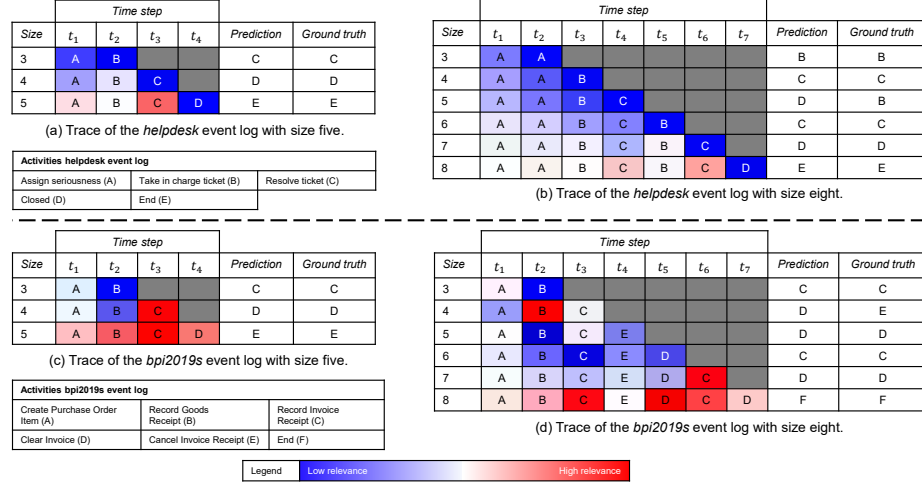 Time step
Size t1 t2 t3 t4 Prediction Ground truth
3 A B C C
4 A B C D D
5 A B C D E E
(a) Trace of the helpdesk event log with size five.
Activities helpdesk event log
Assign seriousness (A) Take in charge ticket (B) Resolve ticket (C)
Closed (D) End (E)
Time step
Size t1 t2 t3 t4 t5 t6 t7 Prediction Ground truth
3 A A B B
4 A A B C C
5 A A B C D B
6 A A B C B C C
7 A A B C B C D D
8 A A B C B C D E E
(b) Trace of the helpdesk event log with size eight.
Time step
Size t1 t2 t3 t4 Prediction Ground truth
3 A B C C
4 A B C D D
5 A B C D E E
(c) Trace of the bpi2019s event log with size five.
Activities bpi2019s event log
Create Purchase Order Item (A) Record Goods Receipt (B) Record Invoice Receipt (C)
Clear Invoice (D) Cancel Invoice Receipt (E) End (F)
Time step
Size t1 t2 t3 t4 t5 t6 t7 Prediction Ground truth
3 A B C C
4 A B C D E
5 A B C E D D
6 A B C E D C C
7 A B C E D C D D
8 A B C E D C D F F
(d) Trace of the bpi2019s event log with size eight.
Legend Low relevance High relevance